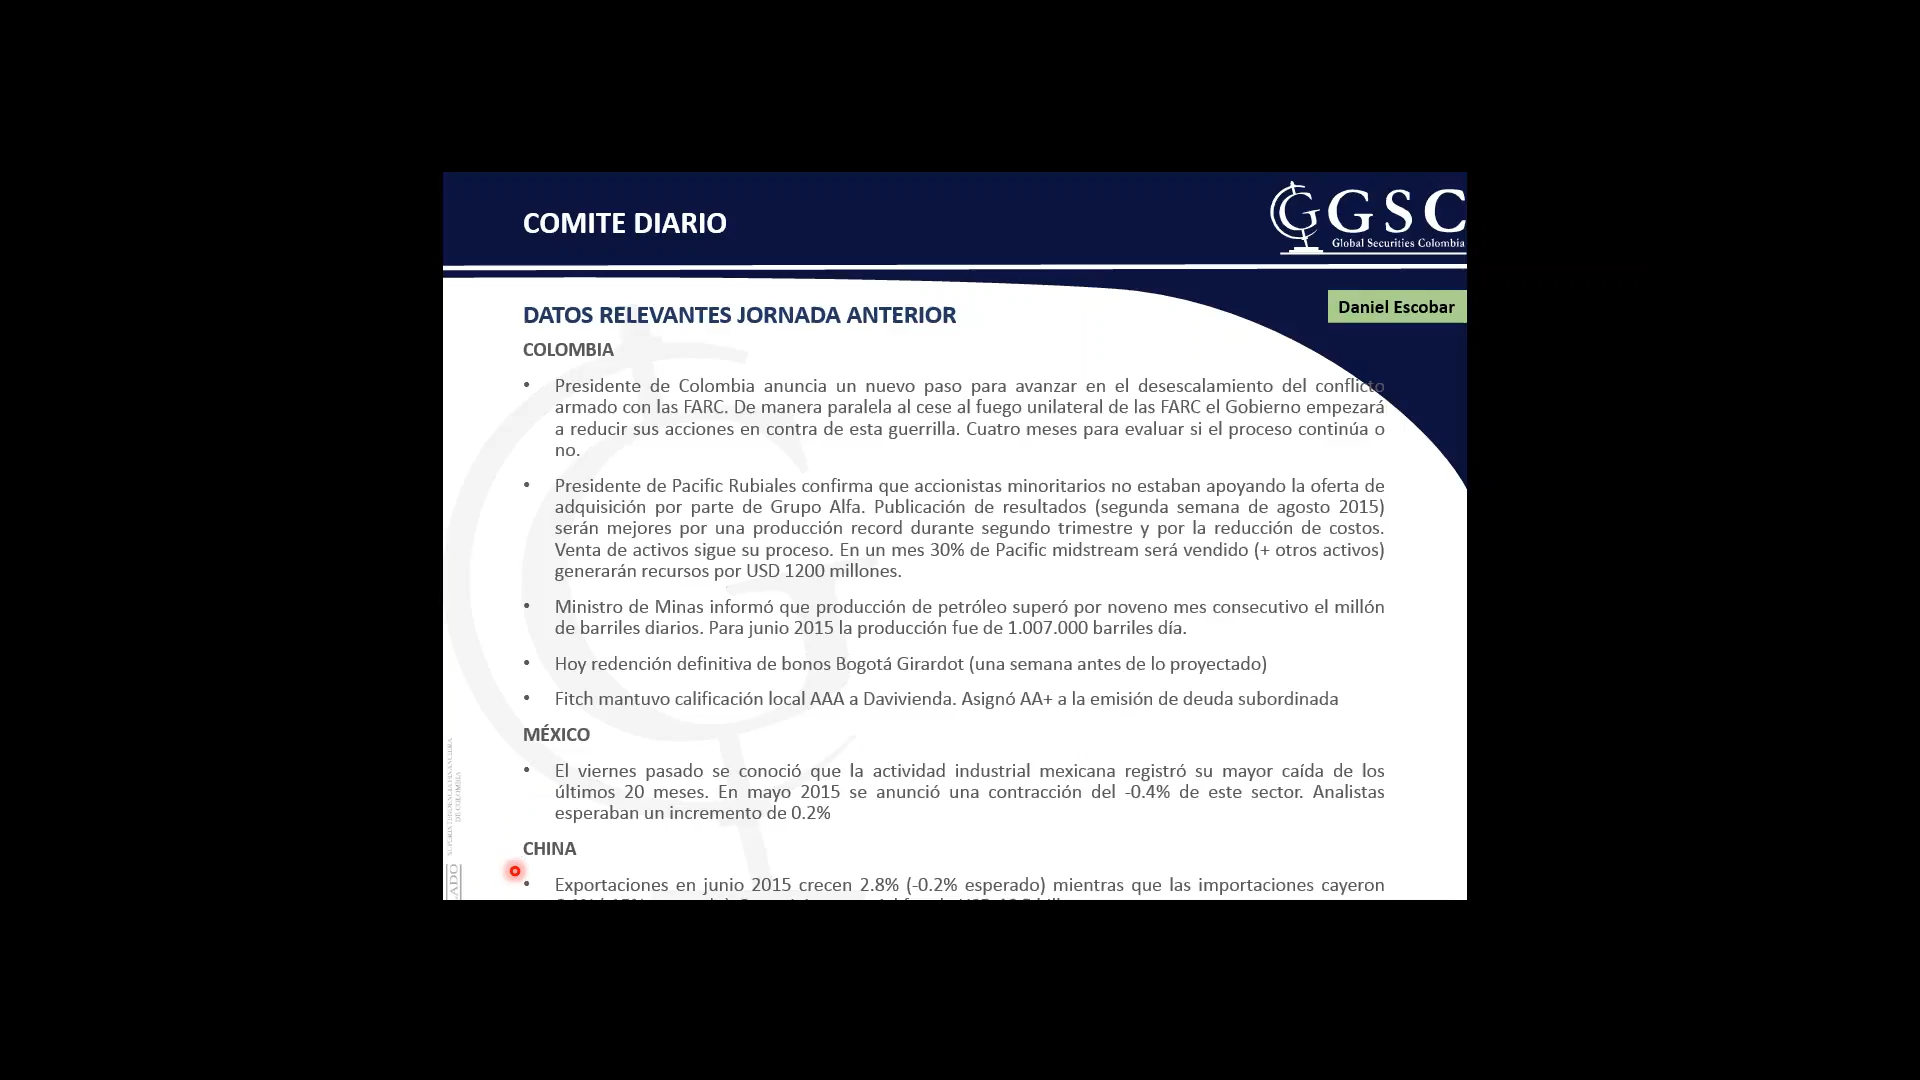 COMITE DIARIO
GSC
Global Securities Colombia
Daniel Escobar
DATOS RELEVANTES JORNADA ANTERIOR
COLOMBIA
• Presidente de Colombia anuncia un nuevo paso para avanzar en el desescalamiento del conflicto
armado con las FARC. De manera paralela al cese al fuego unilateral de las FARC el Gobierno empezará
a reducir sus acciones en contra de esta guerrilla. Cuatro meses para evaluar si el proceso continúa o
no.
• Presidente de Pacific Rubiales confirma que accionistas minoritarios no estaban apoyando la oferta de
adquisición por parte de Grupo Alfa. Publicación de resultados (segunda semana de agosto 2015)
serán mejores por una producción record durante segundo trimestre y por la reducción de costos.
Venta de activos sigue su proceso. En un mes 30% de Pacific midstream será vendido (+ otros activos)
generarán recursos por USD 1200 millones.
• Ministro de Minas informó que producción de petróleo superó por noveno mes consecutivo el millón
de barriles diarios. Para junio 2015 la producción fue de 1.007.000 barriles día.
• Hoy redención definitiva de bonos Bogotá Girardot (una semana antes de lo proyectado)
• Fitch mantuvo calificación local AAA a Davivienda. Asignó AA+ a la emisión de deuda subordinada
MÉXICO
• El viernes pasado se conoció que la actividad industrial mexicana registró su mayor caída de los
últimos 20 meses. En mayo 2015 se anunció una contracción del -0.4% de este sector. Analistas
esperaban un incremento de 0.2%
CHINA
• Exportaciones en junio 2015 crecen 2.8% (-0.2% esperado) mientras que las importaciones cayeron
SUPERINTENDENCIA FINANCIERA
DE COLOMBIA